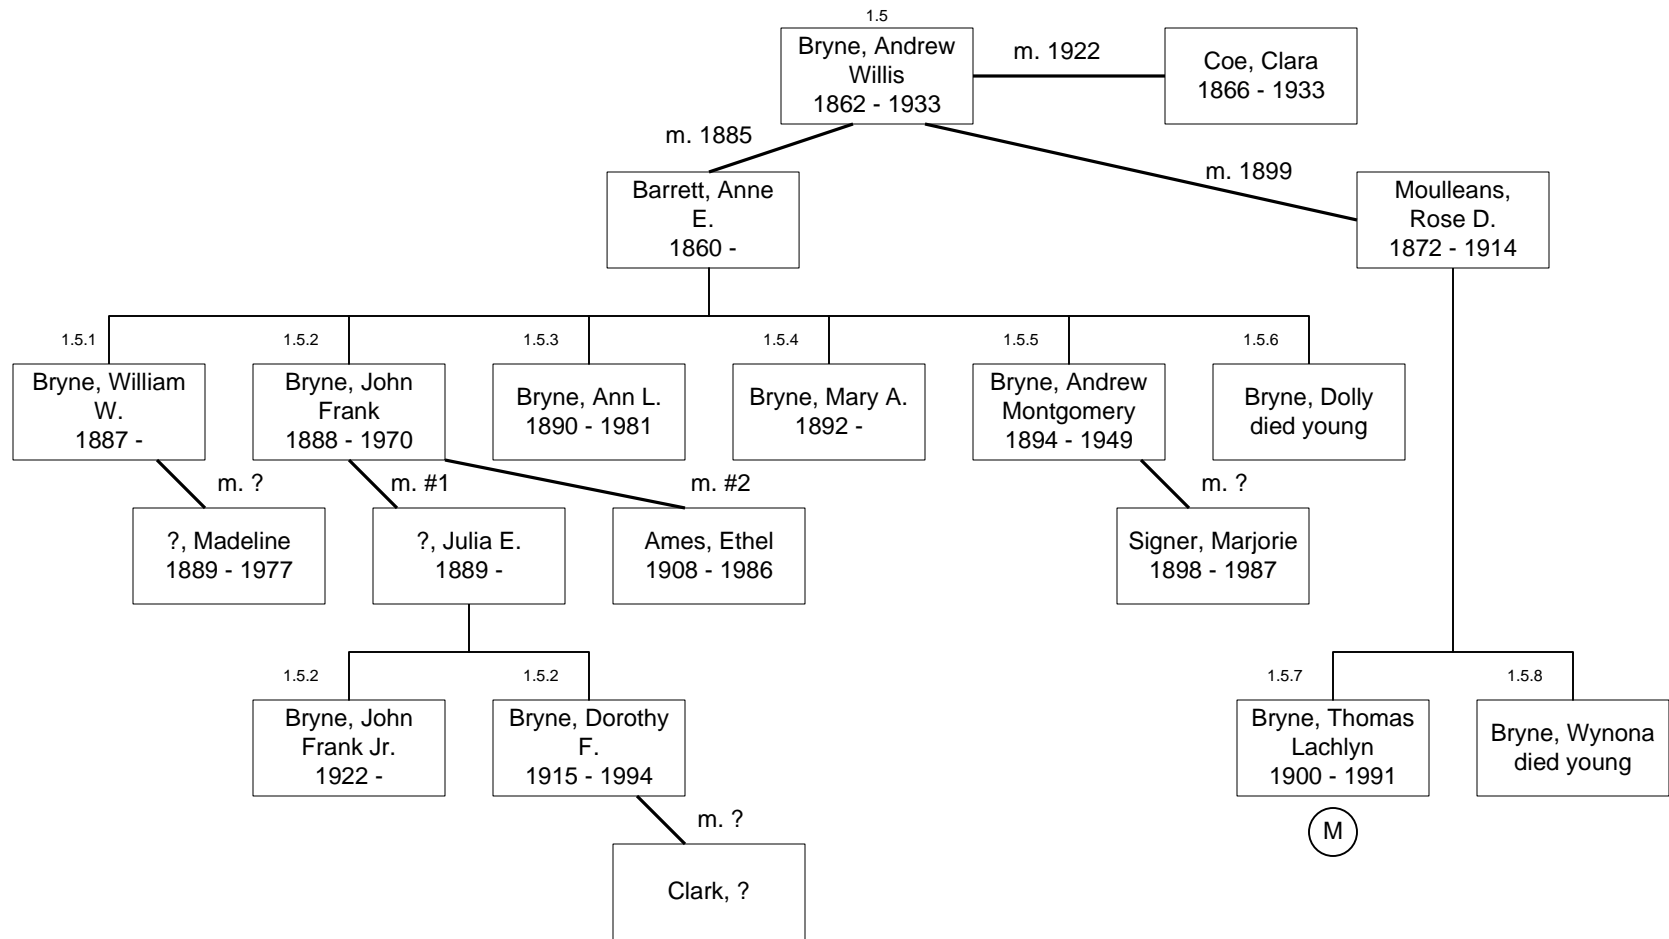 1.5
Bryne, Andrew
Willis
1862 - 1933
m. 1922
Coe, Clara
1866 - 1933
m. 1885
m. 1899
Barrett, Anne
E.
1860 -
Moulleans,
Rose D.
1872 - 1914
1.5.1
Bryne, William
W.
1887 -
1.5.2
Bryne, John
Frank
1888 - 1970
1.5.3
Bryne, Ann L.
1890 - 1981
1.5.4
Bryne, Mary A.
1892 -
1.5.5
Bryne, Andrew
Montgomery
1894 - 1949
1.5.6
Bryne, Dolly
died young
m. ?
m. #1
m. #2
m. ?
?, Madeline
1889 - 1977
?, Julia E.
1889 -
Ames, Ethel
1908 - 1986
Signer, Marjorie
1898 - 1987
1.5.2
Bryne, John
Frank Jr.
1922 -
1.5.2
Bryne, Dorothy
F.
1915 - 1994
1.5.7
Bryne, Thomas
Lachlyn
1900 - 1991
1.5.8
Bryne, Wynona
died young
m. ?
M
Clark, ?